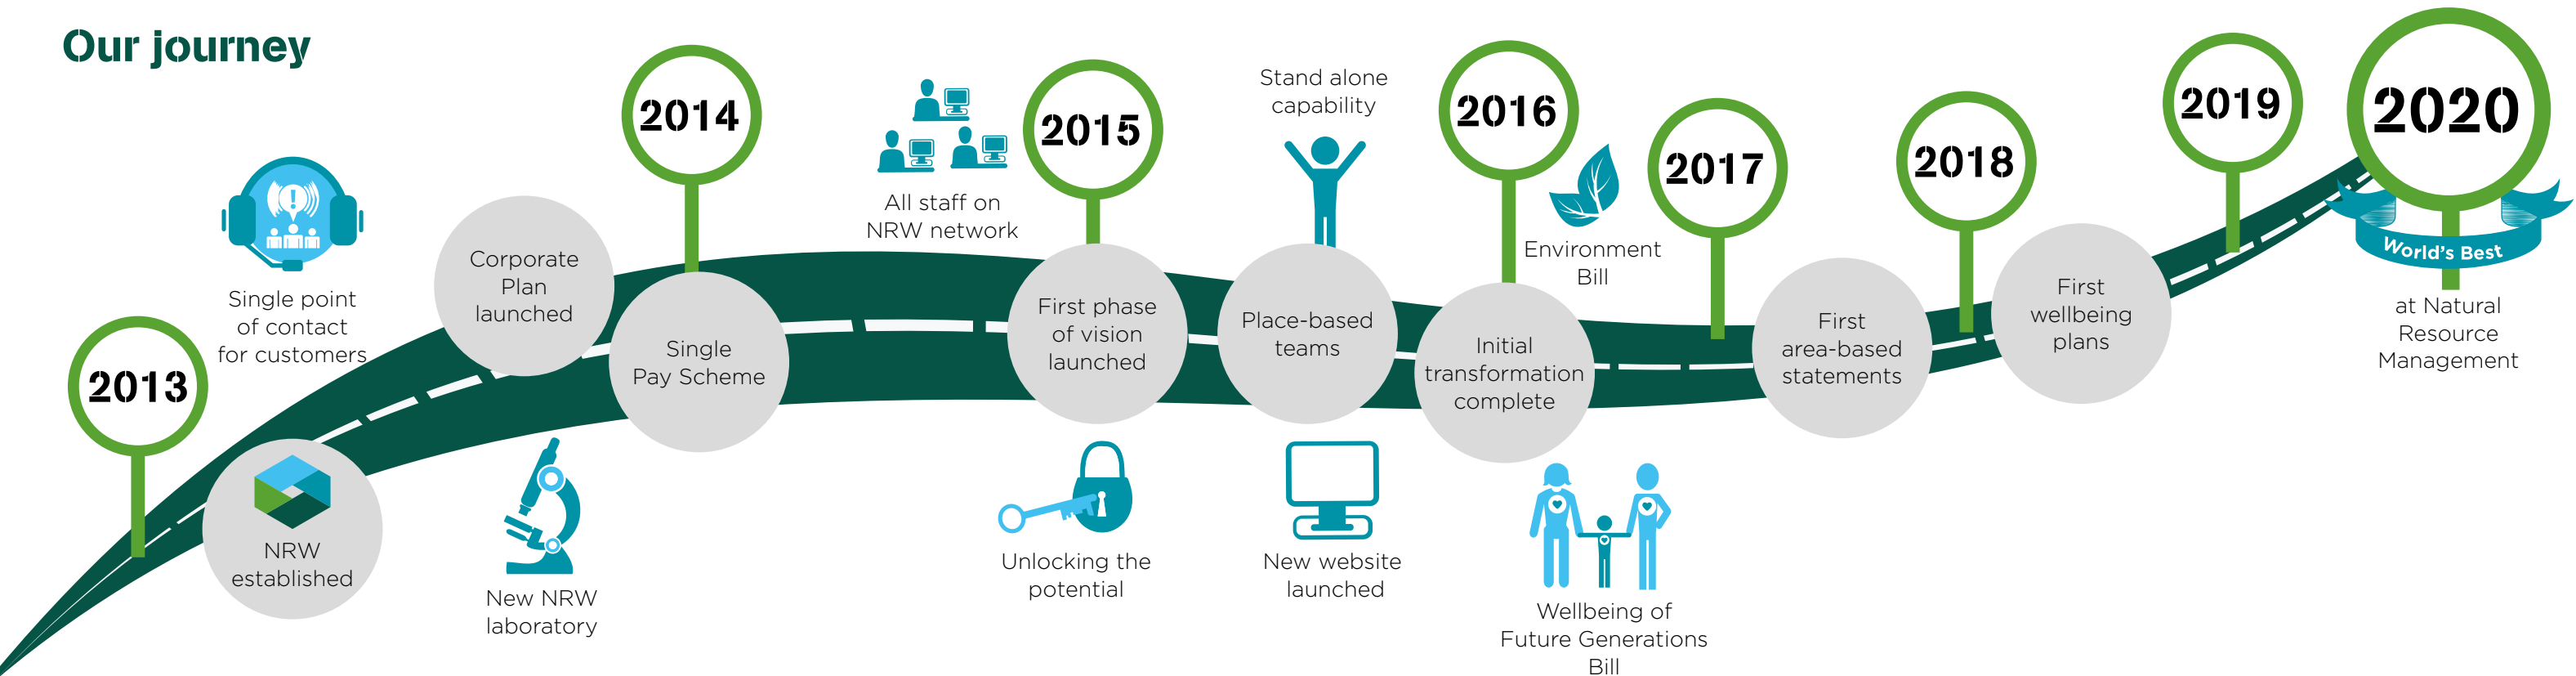 Our journey
2013
NRW
established
Single point
of contact
for customers
Corporate
Plan
launched
New NRW
laboratory
2014
Single
Pay Scheme
All staff on
NRW network
2015
First phase
of vision
launched
Unlocking the
potential
Stand alone
capability
Place-based
teams
New website
launched
2016
Initial
transformation
complete
Environment
Bill
Wellbeing of
Future Generations
Bill
2017
First
area-based
statements
2018
First
wellbeing
plans
2019
2020
World's Best
at Natural
Resource
Management